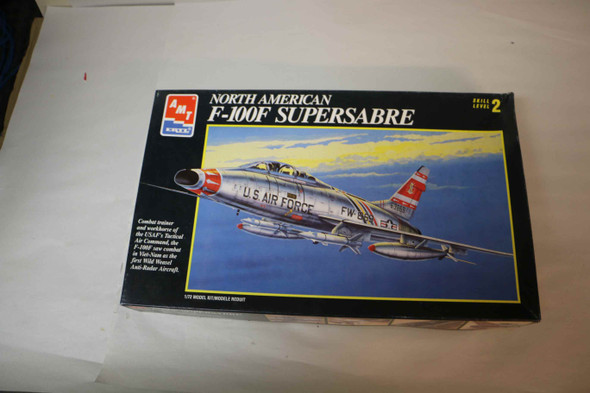 AMT
ERTL
NORTH AMERICAN
F-100F SUPERSABRE
SKILL
LEVEL 2
U.S. AIR FORCE
Combat trainer
and workhorse of
the USAF's Tactical
Air Command, the
F-100F saw combat
in Viet-Nam as the
first Wild Weasel
Anti-Radar Aircraft.
1/72 MODEL KIT/MODELE REDUIT